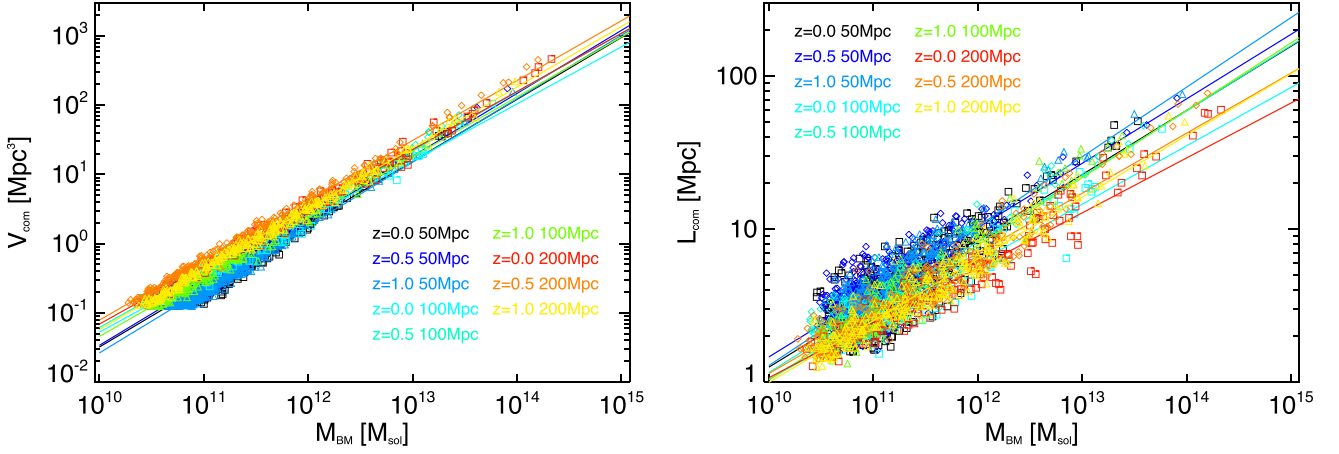 10³
10²
10¹
10⁰
10⁻¹
10⁻²
V_com [Mpc³]
10¹⁰ 10¹¹ 10¹² 10¹³ 10¹⁴ 10¹⁵
M_BM [M_sol]
z=0.0 50Mpc z=1.0 100Mpc
z=0.5 50Mpc z=0.0 200Mpc
z=1.0 50Mpc z=0.5 200Mpc
z=0.0 100Mpc z=1.0 200Mpc
z=0.5 100Mpc
100
10
1
L_com [Mpc]
10¹⁰ 10¹¹ 10¹² 10¹³ 10¹⁴ 10¹⁵
M_BM [M_sol]
z=0.0 50Mpc z=1.0 100Mpc
z=0.5 50Mpc z=0.0 200Mpc
z=1.0 50Mpc z=0.5 200Mpc
z=0.0 100Mpc z=1.0 200Mpc
z=0.5 100Mpc